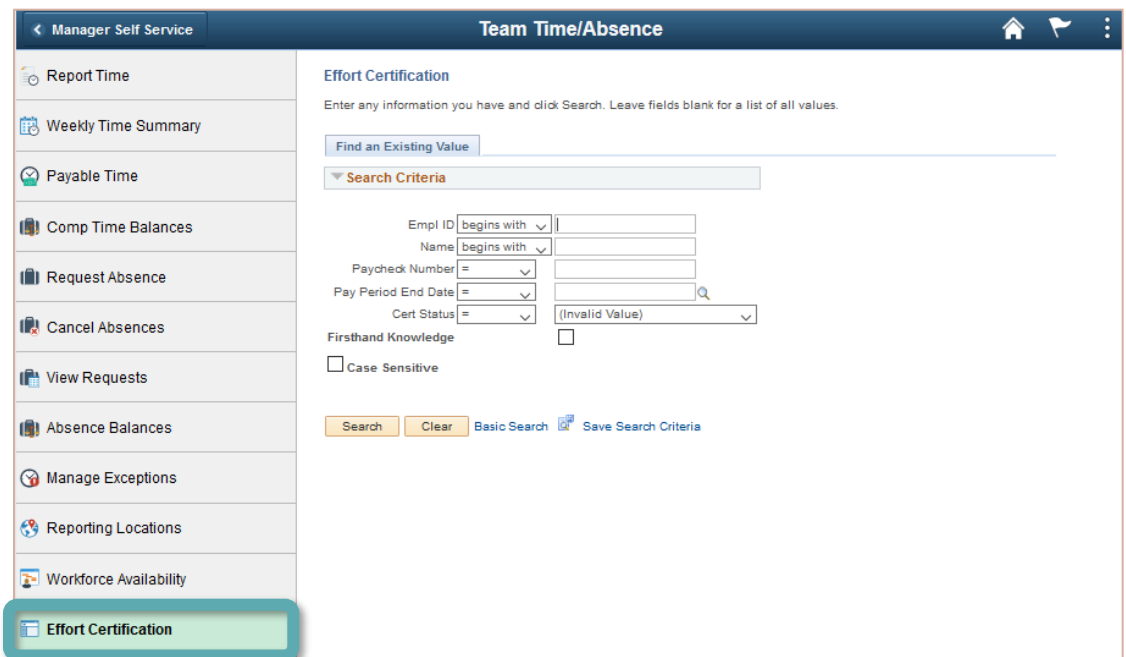 Manager Self Service
Team Time/Absence
Report Time
Weekly Time Summary
Payable Time
Comp Time Balances
Request Absence
Cancel Absences
View Requests
Absence Balances
Manage Exceptions
Reporting Locations
Workforce Availability
Effort Certification
Effort Certification
Enter any information you have and click Search. Leave fields blank for a list of all values.
Find an Existing Value
Search Criteria
Empl ID begins with
Name begins with
Paycheck Number =
Pay Period End Date =
Cert Status = (Invalid Value)
Firsthand Knowledge
Case Sensitive
Search Clear Basic Search Save Search Criteria